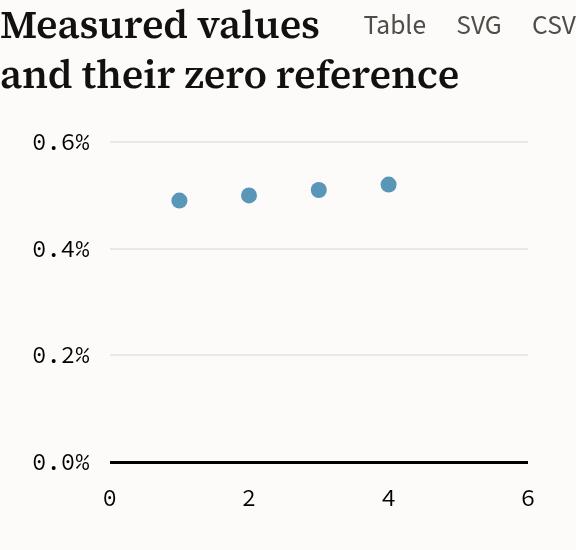 Measured values
Table SVG CSV
and their zero reference
0.6%
0.4%
0.2%
0.0%
0 2 4 6